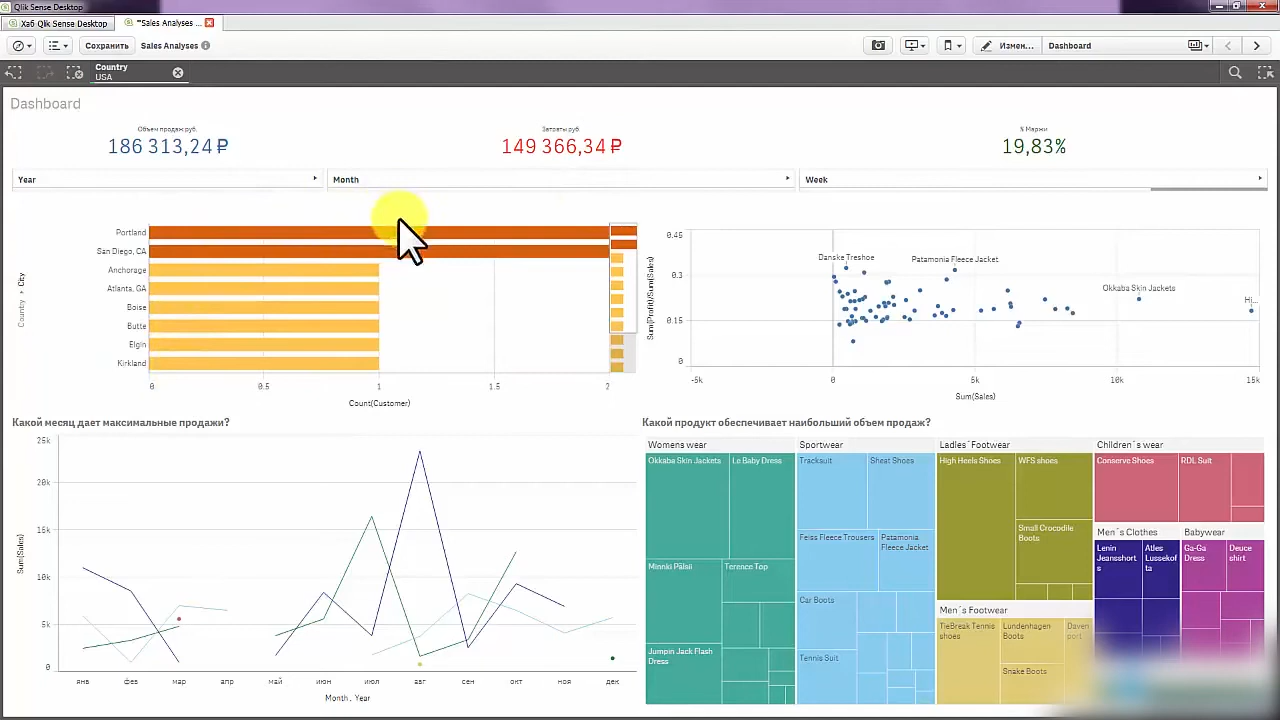 Qlik Sense Desktop
Хаб Qlik Sense Desktop
*Sales Analyses ...
Сохранить
Sales Analyses
Измен...
Dashboard
Country
USA
Dashboard
Объем продаж руб.
186 313,24 ₽
Затраты руб
149 366,34 ₽
% Маржи
19,83%
Year
Month
Week
Country ▸ City
Portland
San Diego, CA
Anchorage
Atlanta, GA
Boise
Butte
Elgin
Kirkland
0
0.5
1
1.5
2
Count(Customer)
Sum(Profit)/Sum(Sales)
0.45
0.3
0.15
0
Danske Treshoe
Patamonia Fleece Jacket
Okkaba Skin Jackets
Hi...
-5k
0
5k
10k
15k
Sum(Sales)
Какой месяц дает максимальные продажи?
Sum(Sales)
25k
20k
15k
10k
5k
0
янв
фев
мар
апр
май
июн
июл
авг
сен
окт
ноя
дек
Month , Year
Какой продукт обеспечивает наибольший объем продаж?
Womens wear
Okkaba Skin Jackets
Le Baby Dress
Minnki Pälsii
Terence Top
Jumpin Jack Flash
Dress
Sportwear
Tracksuit
Sheat Shoes
Feiss Fleece Trousers
Patamonia
Fleece Jacket
Car Boots
Tennis Suit
Ladies´Footwear
High Heels Shoes
WFS shoes
Small Crocodile
Boots
Men´s Footwear
TieBreak Tennis
shoes
Lundenhagen
Boots
Daven
port
Snake Boots
Children´s wear
Conserve Shoes
RDL Suit
Men´s Clothes
Lenin
Jeansshort
s
Atles
Lussekof
ta
Babywear
Ga-Ga
Dress
Deuce
shirt